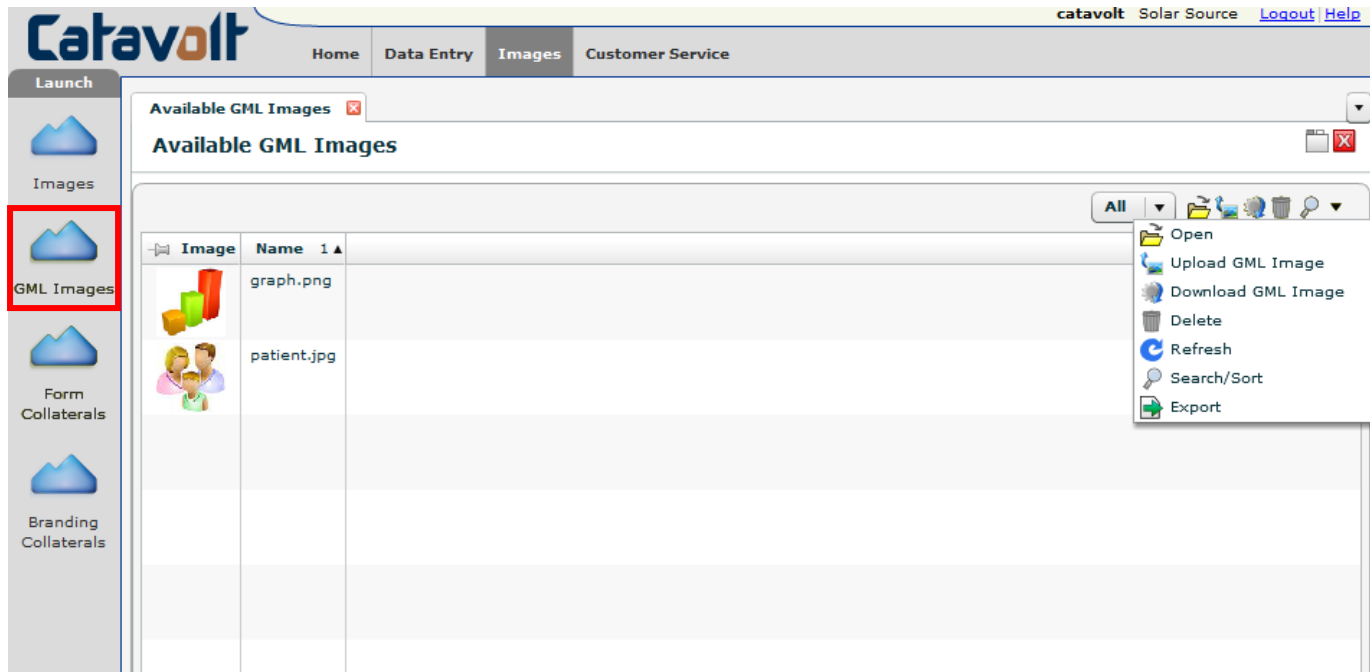 catavolt Solar Source Logout Help
Catavolt
Home Data Entry Images Customer Service
Launch
Images
GML Images
Form
Collaterals
Branding
Collaterals
Available GML Images
Available GML Images
All
Image Name 1
graph.png
patient.jpg
Open
Upload GML Image
Download GML Image
Delete
Refresh
Search/Sort
Export